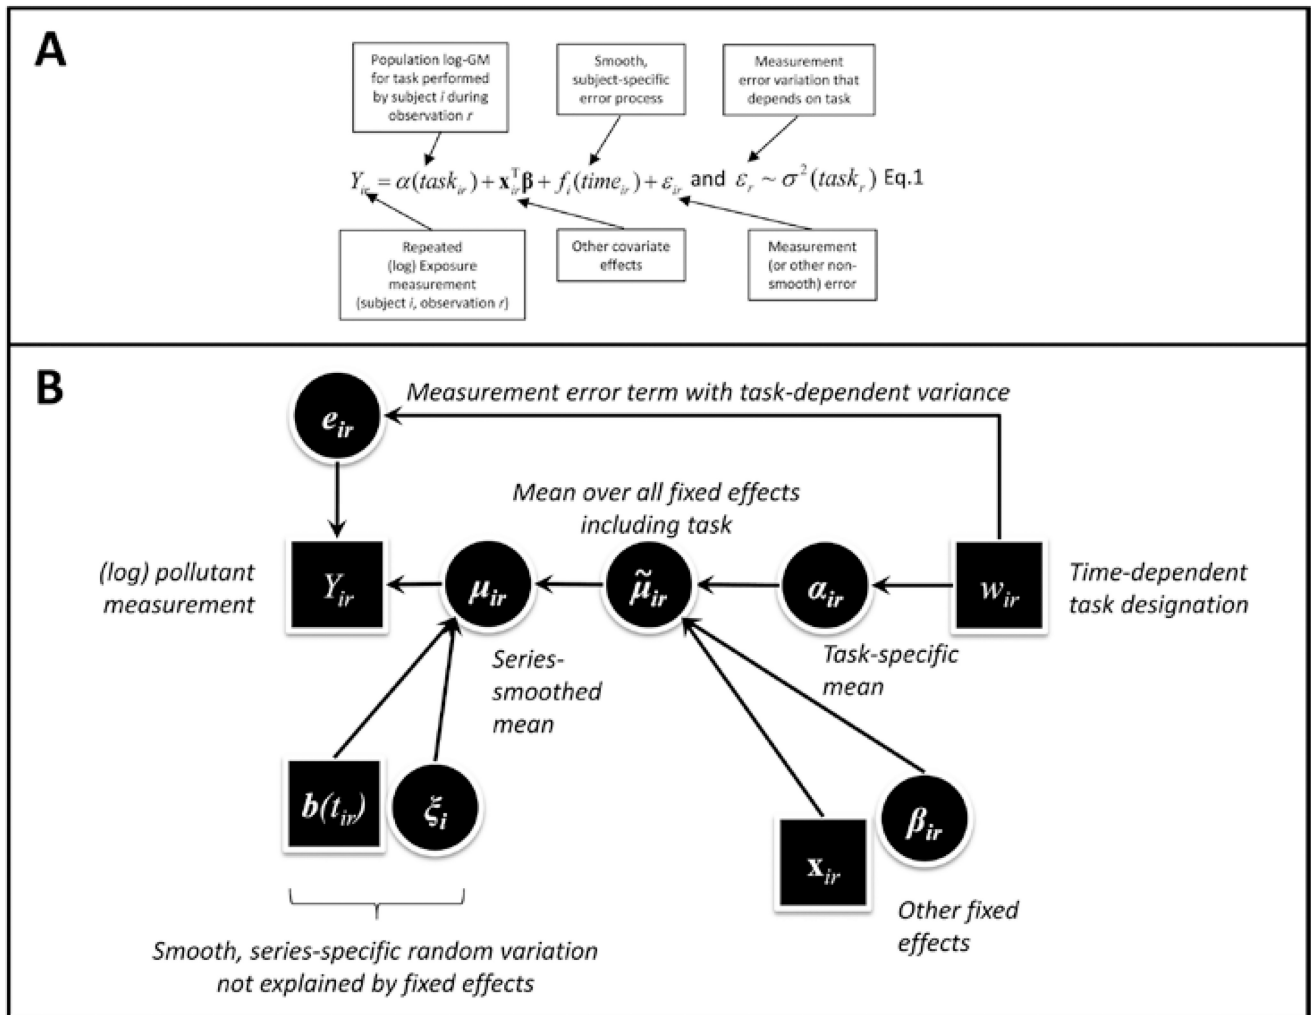 A
Population log-GM
for task performed
by subject i during
observation r
Smooth,
subject-specific
error process
Measurement
error variation that
depends on task
Y_ir = α(task_ir) + x_ir^T β + f_i(time_ir) + ε_ir and ε_r ~ σ²(task_r) Eq.1
Repeated
(log) Exposure
measurement
(subject i, observation r)
Other covariate
effects
Measurement
(or other non-
smooth) error
B
Measurement error term with task-dependent variance
e_ir
Mean over all fixed effects
including task
(log) pollutant
measurement
Y_ir
μ_ir
μ̃_ir
α_ir
w_ir
Time-dependent
task designation
Series-
smoothed
mean
Task-specific
mean
b(t_ir)
ξ_i
x_ir
β_ir
Other fixed
effects
Smooth, series-specific random variation
not explained by fixed effects